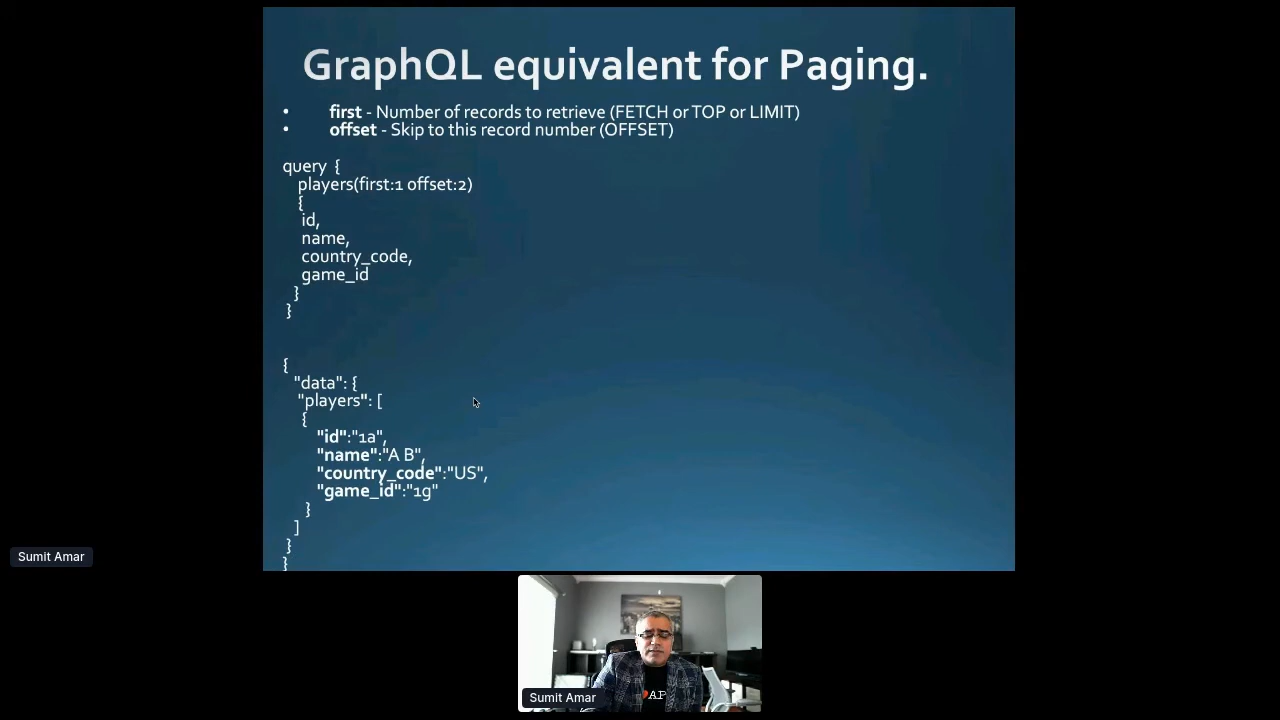 GraphQL equivalent for Paging.
• first - Number of records to retrieve (FETCH or TOP or LIMIT)
• offset - Skip to this record number (OFFSET)
query {
players(first:1 offset:2)
{
id,
name,
country_code,
game_id
}
}
{
"data": {
"players": [
{
"id":"1a",
"name":"A B",
"country_code":"US",
"game_id":"1g"
}
]
}
}
Sumit Amar
Sumit Amar
AP